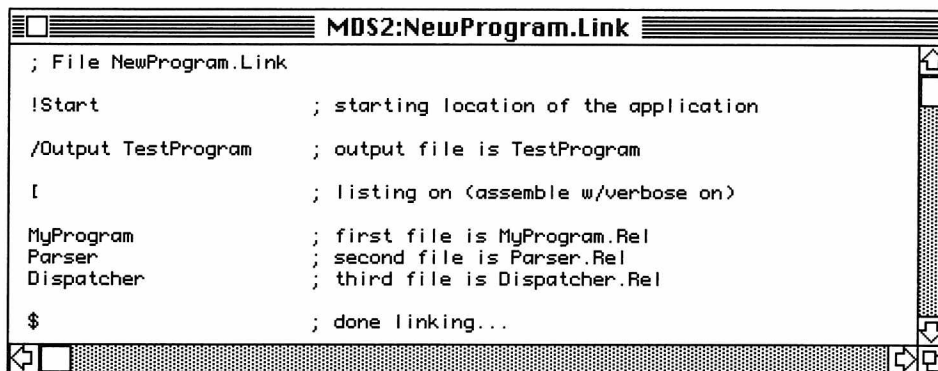 MDS2:NewProgram.Link
; File NewProgram.Link
!Start ; starting location of the application
/Output TestProgram ; output file is TestProgram
[ ; listing on (assemble w/verbose on)
MyProgram ; first file is MyProgram.Rel
Parser ; second file is Parser.Rel
Dispatcher ; third file is Dispatcher.Rel
$ ; done linking...